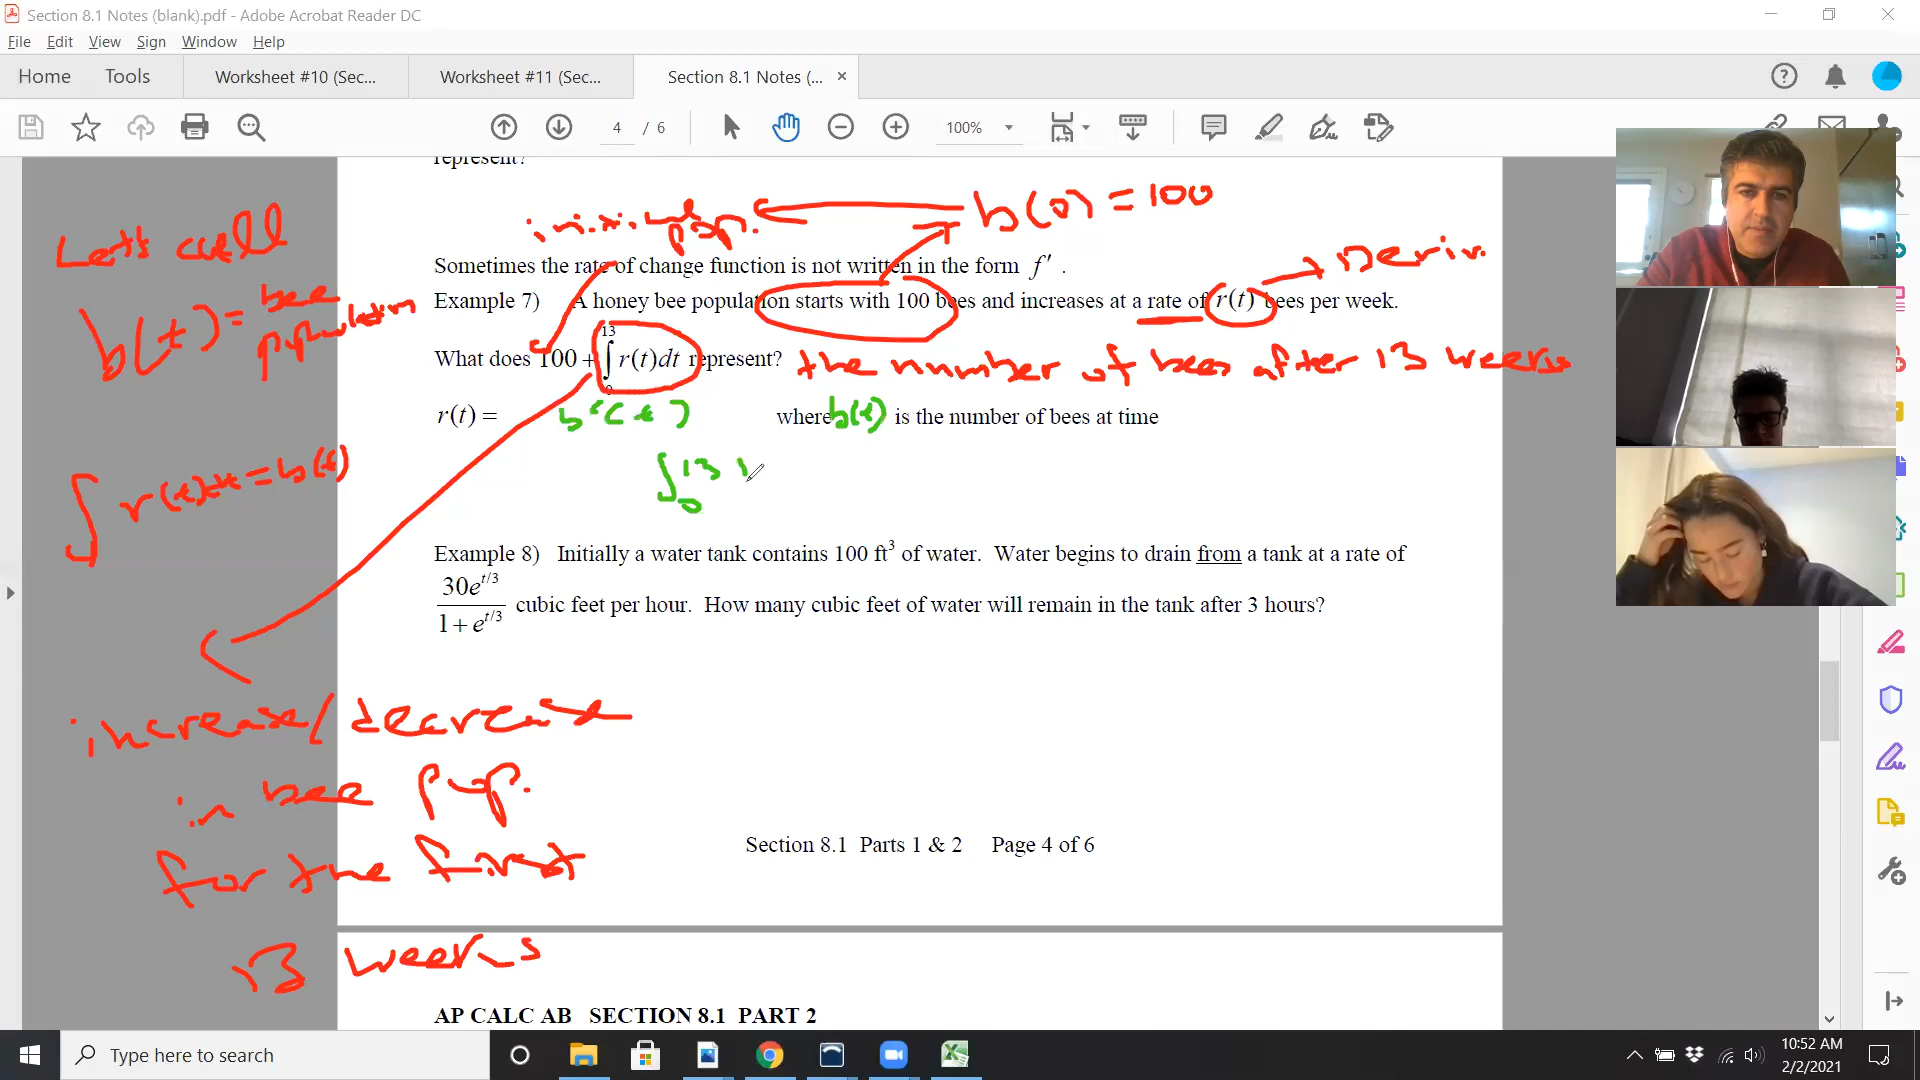 Section 8.1 Notes (blank).pdf - Adobe Acrobat Reader DC
File Edit View Sign Window Help
Home Tools Worksheet #10 (Sec... Worksheet #11 (Sec... Section 8.1 Notes (... ×
4 / 6 100%
represent?
b(0) = 100
initial pop.
Let's call
b(t) = bee population
Deriv.
Sometimes the rate of change function is not written in the form f′ .
Example 7) A honey bee population starts with 100 bees and increases at a rate of r(t) bees per week.
What does 100 + ∫₀¹³ r(t)dt represent? the number of bees after 13 weeks
r(t) = b'(t) where b(t) is the number of bees at time
∫ r(t)dt = b(t)
∫₀¹³
Example 8) Initially a water tank contains 100 ft³ of water. Water begins to drain from a tank at a rate of
30e^(t/3) / (1 + e^(t/3)) cubic feet per hour. How many cubic feet of water will remain in the tank after 3 hours?
increase/decrease
in bee pop.
for the first
13 weeks
Section 8.1 Parts 1 & 2 Page 4 of 6
AP CALC AB SECTION 8.1 PART 2
Type here to search
10:52 AM
2/2/2021